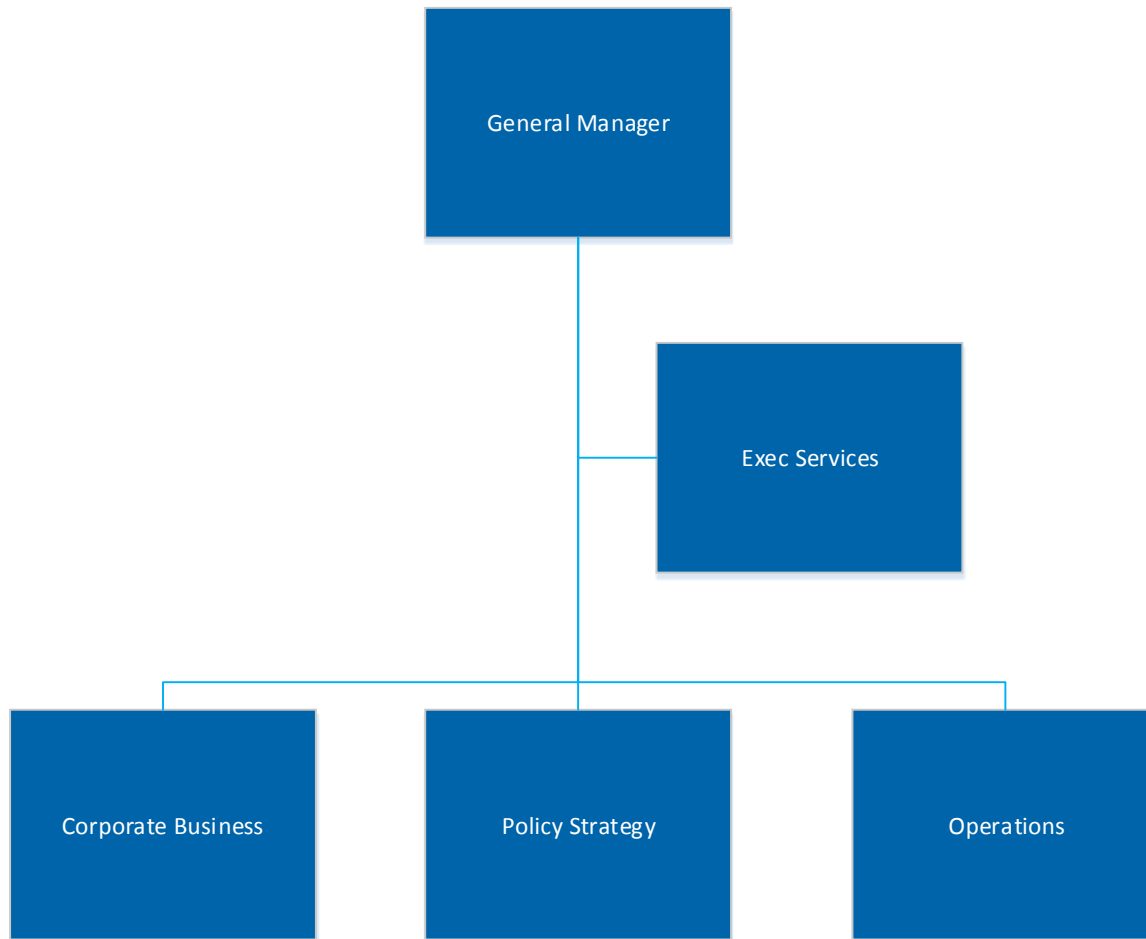 General Manager
Exec Services
Corporate Business
Policy Strategy
Operations